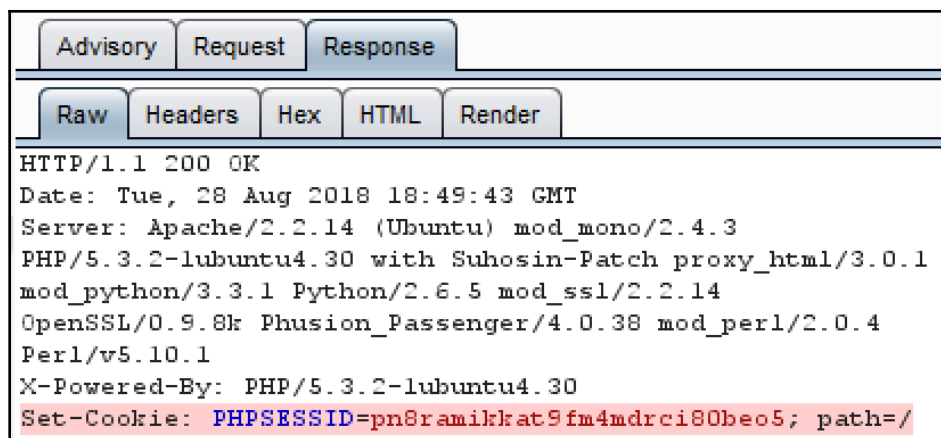 Advisory Request Response
Raw Headers Hex HTML Render
HTTP/1.1 200 OK
Date: Tue, 28 Aug 2018 18:49:43 GMT
Server: Apache/2.2.14 (Ubuntu) mod_mono/2.4.3
PHP/5.3.2-1ubuntu4.30 with Suhosin-Patch proxy_html/3.0.1
mod_python/3.3.1 Python/2.6.5 mod_ssl/2.2.14
OpenSSL/0.9.8k Phusion_Passenger/4.0.38 mod_perl/2.0.4
Perl/v5.10.1
X-Powered-By: PHP/5.3.2-1ubuntu4.30
Set-Cookie: PHPSESSID=pn8ramikkat9fm4mdrci80beo5; path=/